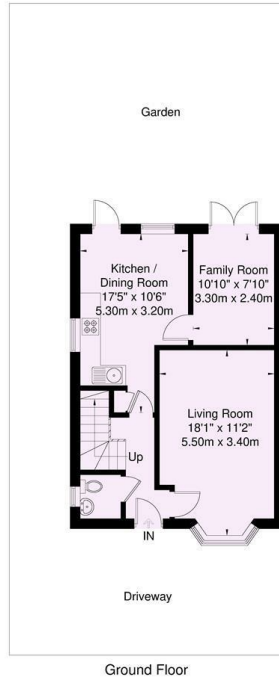 Garden
Kitchen /
Dining Room
17'5" x 10'6"
5.30m x 3.20m
Family Room
10'10" x 7'10"
3.30m x 2.40m
Living Room
18'1" x 11'2"
5.50m x 3.40m
Up
IN
Driveway
Ground Floor